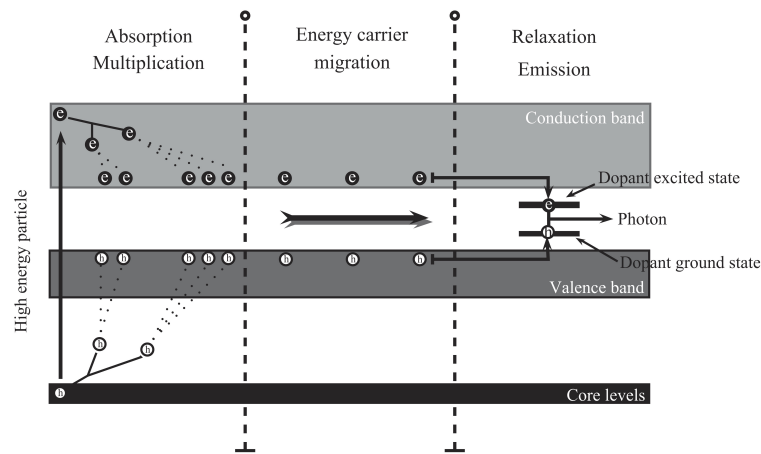 Absorption
Multiplication
Energy carrier
migration
Relaxation
Emission
Conduction band
e
e
e
e e e e e e e e
Dopant excited state
e
Photon
h
Dopant ground state
h h h h h h h h
Valence band
High energy particle
h
h
h
Core levels